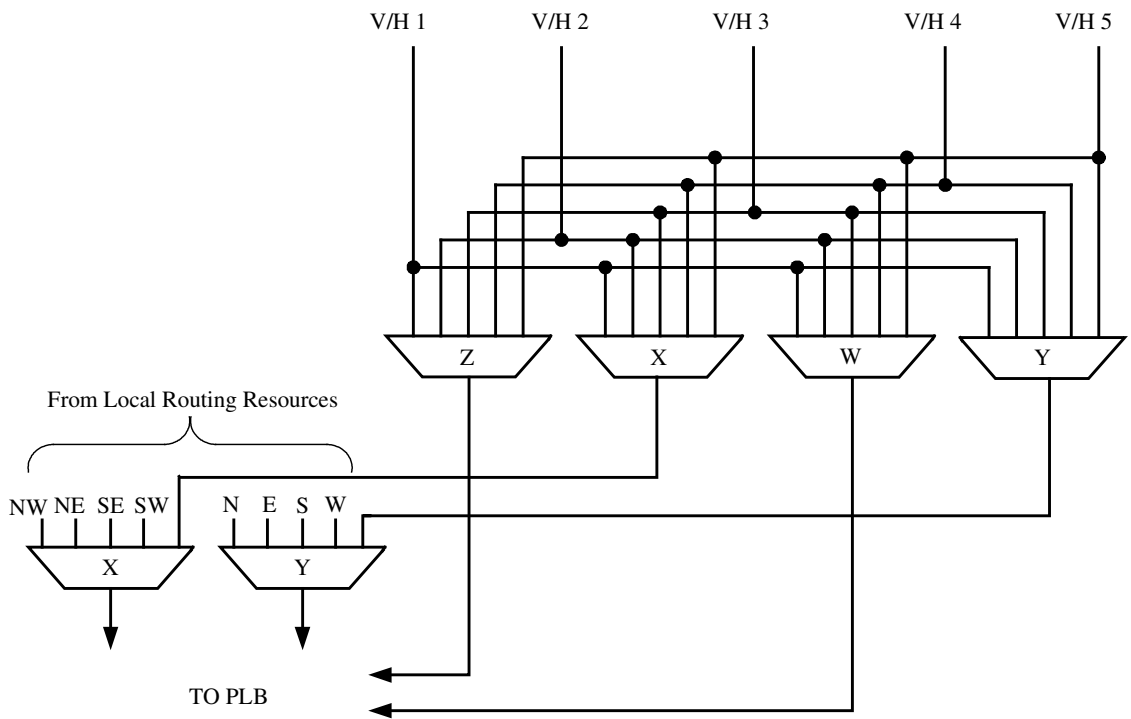 V/H 1 V/H 2 V/H 3 V/H 4 V/H 5
Z X W Y
From Local Routing Resources
NW NE SE SW N E S W
X Y
TO PLB